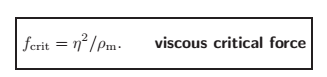 f_crit = η²/ρ_m. viscous critical force